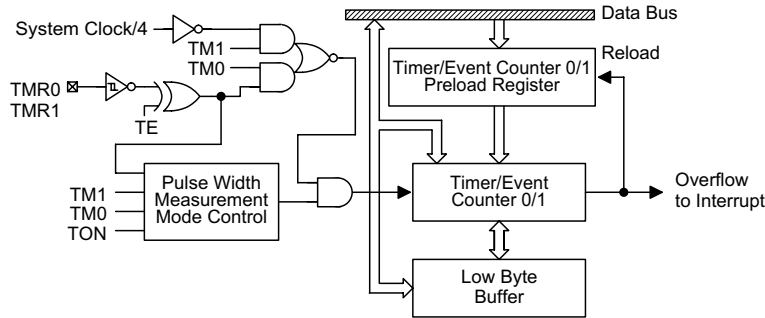 Data Bus
System Clock/4
TM1
TM0
Reload
Timer/Event Counter 0/1
Preload Register
TMR0
TMR1
TE
Pulse Width
Measurement
Mode Control
TM1
TM0
TON
Timer/Event
Counter 0/1
Overflow
to Interrupt
Low Byte
Buffer